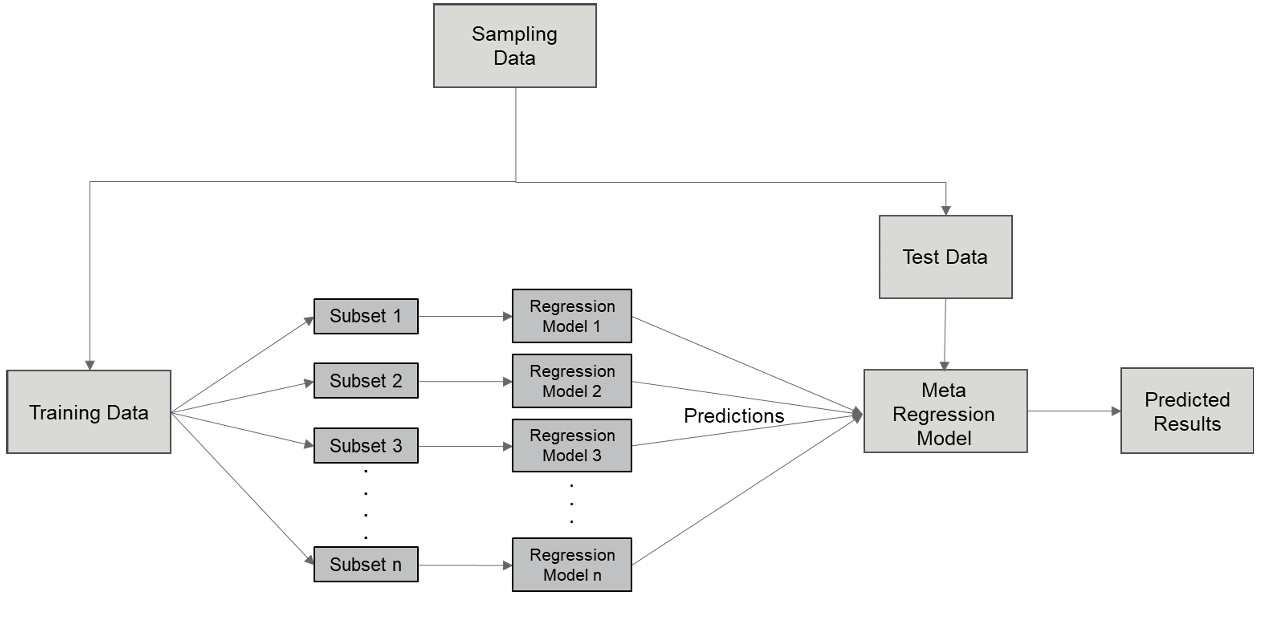 Sampling
Data
Test Data
Training Data
Subset 1
Regression
Model 1
Subset 2
Regression
Model 2
Subset 3
Regression
Model 3
Subset n
Regression
Model n
Predictions
Meta
Regression
Model
Predicted
Results